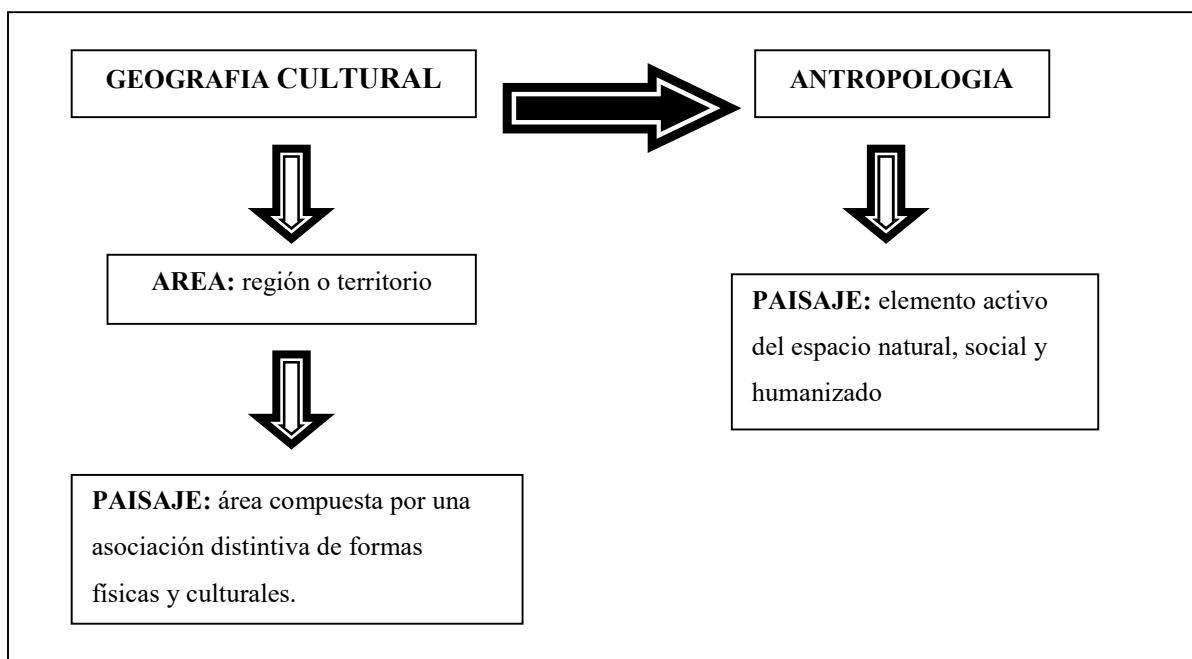 GEOGRAFIA CULTURAL
ANTROPOLOGIA
AREA: región o territorio
PAISAJE: elemento activo
del espacio natural, social y
humanizado
PAISAJE: área compuesta por una
asociación distintiva de formas
físicas y culturales.